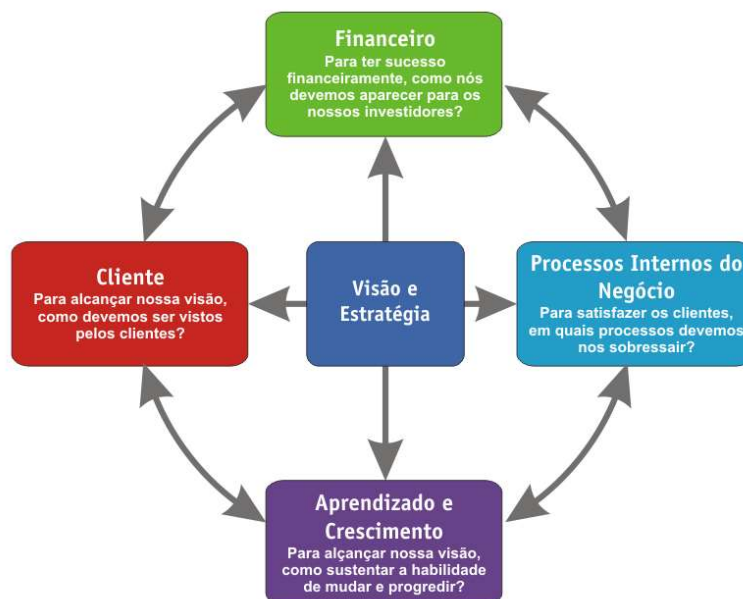 Financeiro
Para ter sucesso
financeiramente, como nós
devemos aparecer para os
nossos investidores?
Cliente
Para alcançar nossa visão,
como devemos ser vistos
pelos clientes?
Visão e
Estratégia
Processos Internos do
Negócio
Para satisfazer os clientes,
em quais processos devemos
nos sobressair?
Aprendizado e
Crescimento
Para alçançar nossa visão,
como sustentar a habilidade
de mudar e progredir?